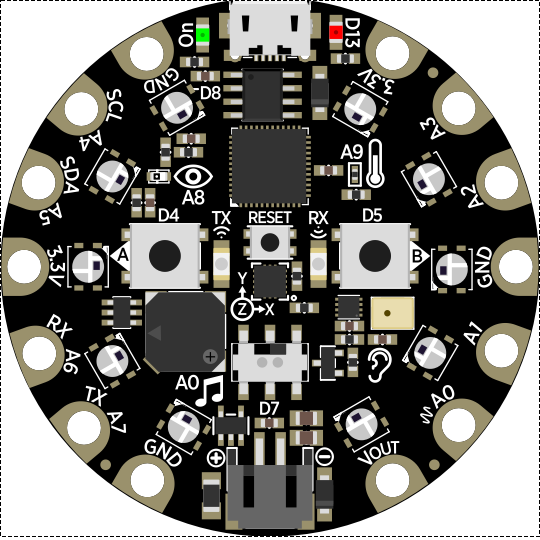 On
D13
GND
D8
3.3V
SCL
A4
A3
SDA
A5
A8
A9
A2
D4
TX
RESET
RX
D5
3.3V
A
B
GND
Y
Z
X
RX
A6
A1
TX
A7
A0
D7
A0
GND
VOUT